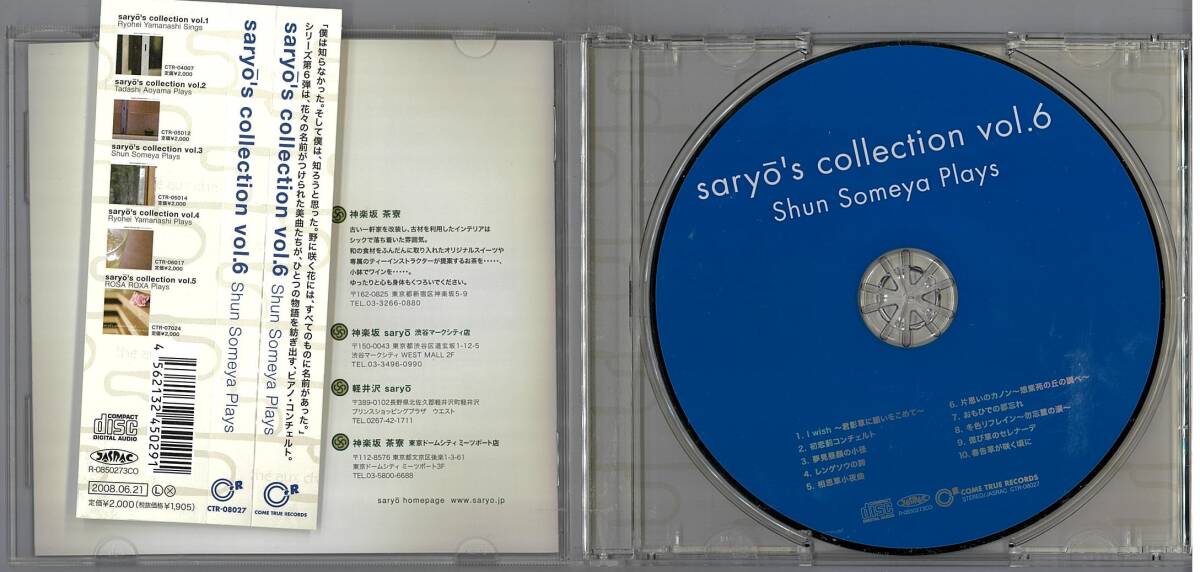 saryō's collection vol.1
Ryohei Yamanashi Sings
CTR-04007
定価¥2,000
saryō's collection vol.2
Tadashi Aoyama Plays
CTR-05012
定価¥2,000
saryō's collection vol.3
Shun Someya Plays
CTR-05014
定価¥2,000
saryō's collection vol.4
Ryohei Yamanashi Plays
CTR-06017
定価¥2,000
saryō's collection vol.5
ROSA ROXA Plays
CTR-07024
定価¥2,000
4 562132 450291
COMPACT
disc
DIGITAL AUDIO
JASRAC
R-0850273CO
2008.06.21 Ⓛ Ⓧ
定価¥2,000(税抜価格¥1,905)
saryō's collection vol.6 Shun Someya Plays
CTR-08027
saryō's collection vol.6 Shun Someya Plays
COME TRUE RECORDS
「僕は知らなかった。そして僕は、知ろうと思った。野に咲く花には、すべてのものに名前があった。」
シリーズ第6弾は、花々の名前がつけられた美曲たちが、ひとつの物語を紡ぎ出す、ピアノ・コンチェルト。
神楽坂 茶寮
古い一軒家を改装し、古材を利用したインテリアは
シックで落ち着いた雰囲気。
和の食材をふんだんに取り入れたオリジナルスイーツや
専属のティーインストラクターが提案するお茶を・・・・・、
小鉢でワインを・・・・・。
ゆったりと心も身体もくつろいでください。
〒162-0825 東京都新宿区神楽坂5-9
TEL.03-3266-0880
神楽坂 saryō 渋谷マークシティ店
〒150-0043 東京都渋谷区道玄坂1-12-5
渋谷マークシティ WEST MALL 2F
TEL.03-3496-0990
軽井沢 saryō
〒389-0102長野県北佐久郡軽井沢町軽井沢
プリンスショッピングプラザ ウエスト
TEL.0267-42-1711
神楽坂 茶寮 東京ドームシティ ミーツポート店
〒112-8576 東京都文京区後楽1-3-61
東京ドームシティ ミーツポート3F
TEL.03-5800-6688
saryō homepage www.saryo.jp
saryō's collection vol.6
Shun Someya Plays
1. I wish ～君影草に願いをこめて～
2. 初恋薊コンチェルト
3. 夢見昼顔の小径
4. レンゲソウの詩
5. 相思草小夜曲
6. 片思いのカノン～想紫苑の丘の調べ～
7. おもひでの都忘れ
8. 冬色リフレイン～勿忘草の涙～
9. 偲び草のセレナーデ
10. 春告草が咲く頃に
COMPACT
disc
DIGITAL AUDIO
JASRAC
R-0850273CO
COME TRUE RECORDS
STEREO/JASRAC CTR-08027